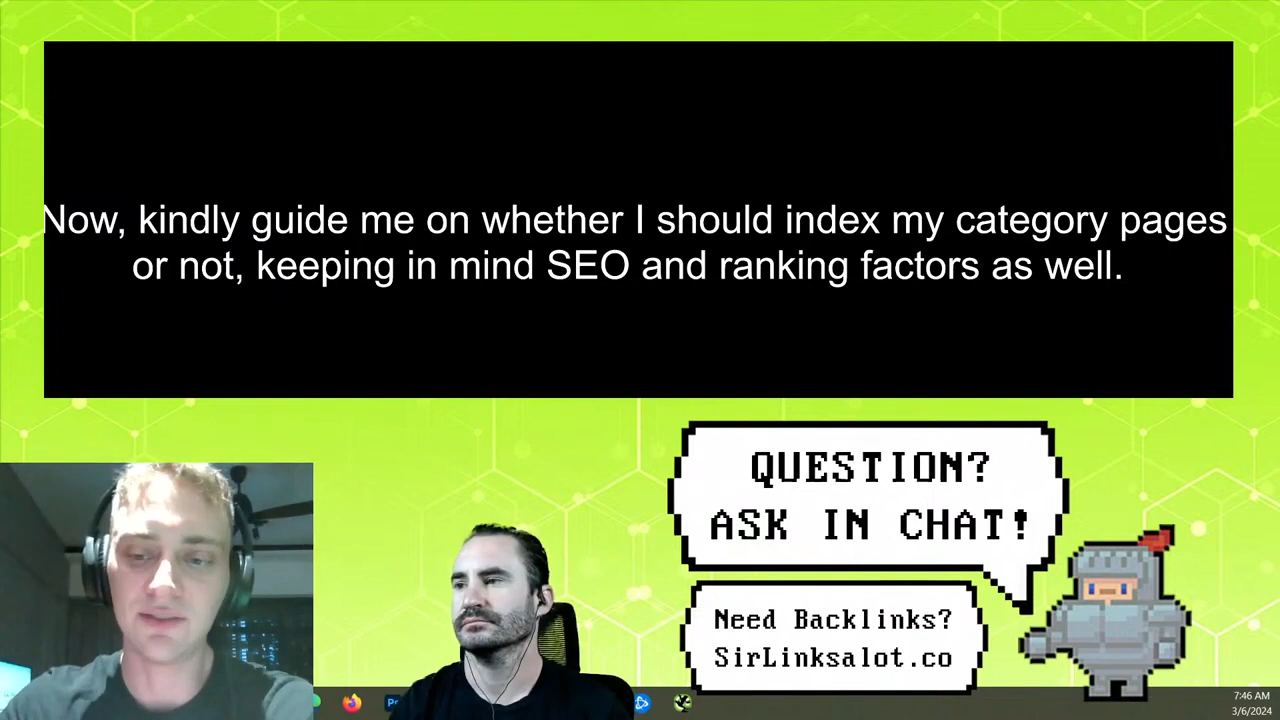 Now, kindly guide me on whether I should index my category pages
or not, keeping in mind SEO and ranking factors as well.
QUESTION?
ASK IN CHAT!
Need Backlinks?
SirLinksalot.co
7:46 AM
3/6/2024